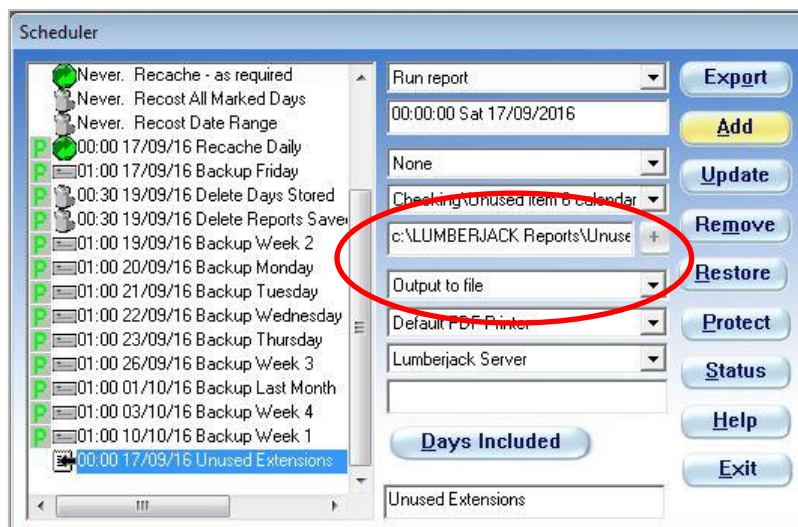 Scheduler
Never. Recache - as required
Never. Recost All Marked Days
Never. Recost Date Range
P 00:00 17/09/16 Recache Daily
P 01:00 17/09/16 Backup Friday
P 00:30 19/09/16 Delete Days Stored
P 00:30 19/09/16 Delete Reports Save
P 01:00 19/09/16 Backup Week 2
P 01:00 20/09/16 Backup Monday
P 01:00 21/09/16 Backup Tuesday
P 01:00 22/09/16 Backup Wednesday
P 01:00 23/09/16 Backup Thursday
P 01:00 26/09/16 Backup Week 3
P 01:00 01/10/16 Backup Last Month
P 01:00 03/10/16 Backup Week 4
P 01:00 10/10/16 Backup Week 1
00:00 17/09/16 Unused Extensions
Run report
00:00:00 Sat 17/09/2016
None
Checking\Unused item 6 calendar
c:\LUMBERJACK Reports\Unuse
+
Output to file
Default PDF Printer
Lumberjack Server
Days Included
Unused Extensions
Export
Add
Update
Remove
Restore
Protect
Status
Help
Exit